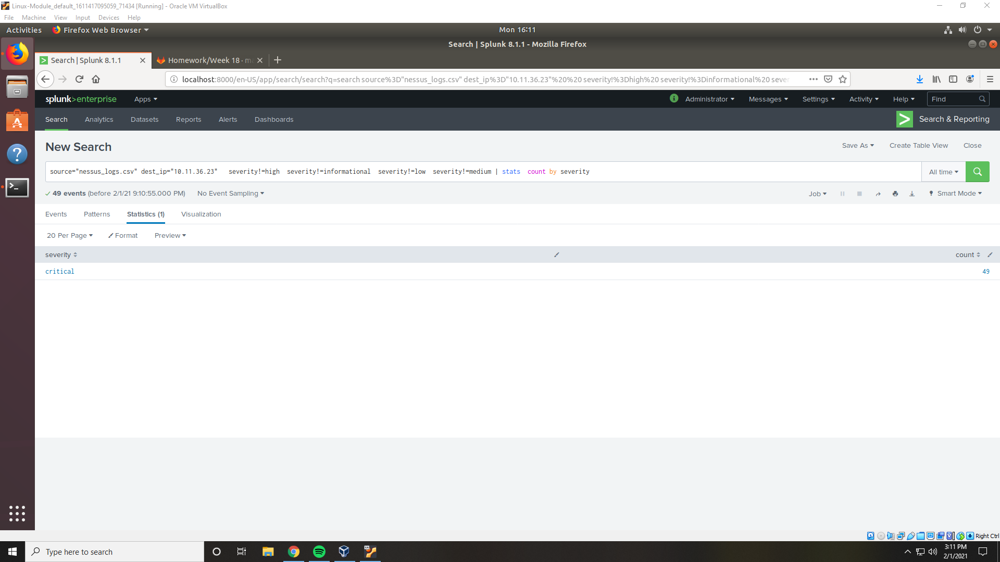 Linux-Module_default_1611417095059_71434 [Running] - Oracle VM VirtualBox
File Machine View Input Devices Help
Activities Firefox Web Browser Mon 16:11
Search | Splunk 8.1.1 - Mozilla Firefox
Search | Splunk 8.1.1 Homework/Week 18 · m
localhost:8000/en-US/app/search/search?q=search source%3D"nessus_logs.csv" dest_ip%3D"10.11.36.23"%20%20 severity!%3Dhigh%20 severity!%3Dinformational%20 sever
splunk>enterprise Apps Administrator Messages Settings Activity Help Find
Search Analytics Datasets Reports Alerts Dashboards Search & Reporting
New Search Save As Create Table View Close
source="nessus_logs.csv" dest_ip="10.11.36.23" severity!=high severity!=informational severity!=low severity!=medium | stats count by severity All time
49 events (before 2/1/21 9:10:55.000 PM) No Event Sampling Job Smart Mode
Events Patterns Statistics (1) Visualization
20 Per Page Format Preview
severity count
critical 49
Right Ctrl
Type here to search 3:11 PM
2/1/2021